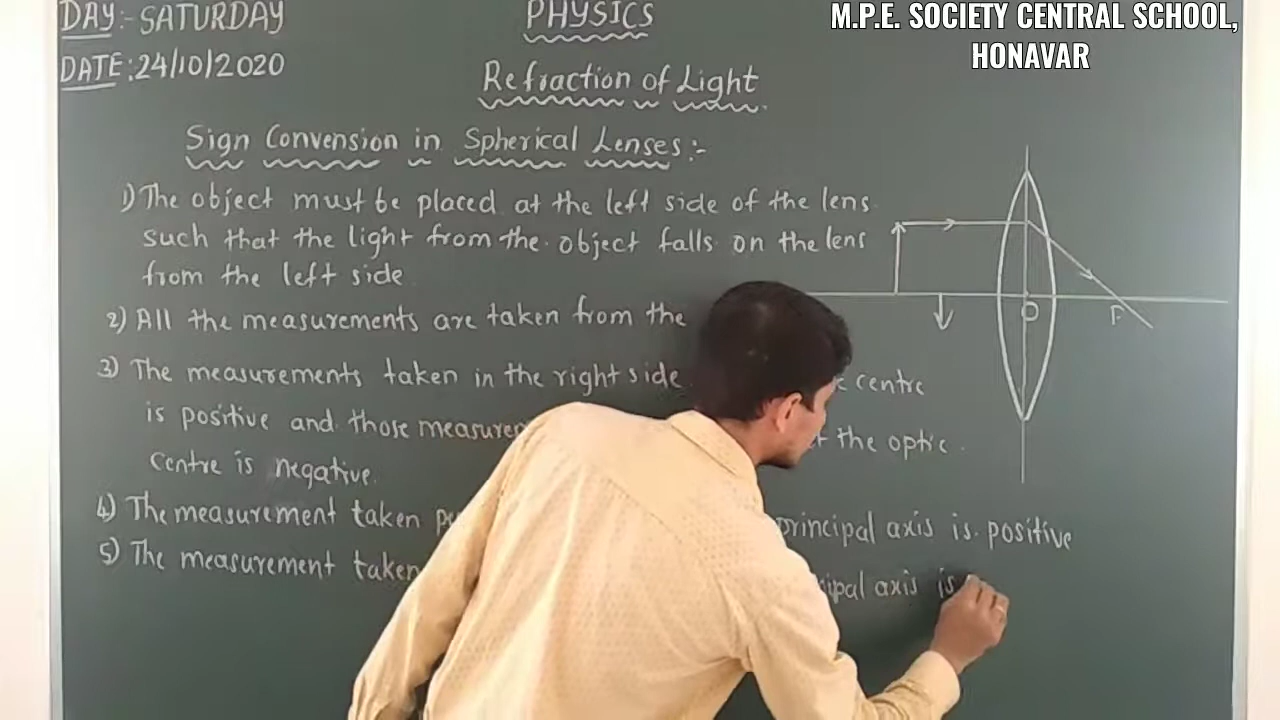 DAY:- SATURDAY
PHYSICS
M.P.E. SOCIETY CENTRAL SCHOOL,
HONAVAR
DATE:24/10/2020
Refraction of Light
Sign Convension in Spherical Lenses:-
1) The object must be placed at the left side of the lens
such that the light from the object falls on the lens
from the left side
2) All the measurements are taken from the
3) The measurements taken in the right side centre
is positive and those the optic
centre is negative.
4) The measurement taken principal axis is positive
5) The measurement taken axis is
O
F